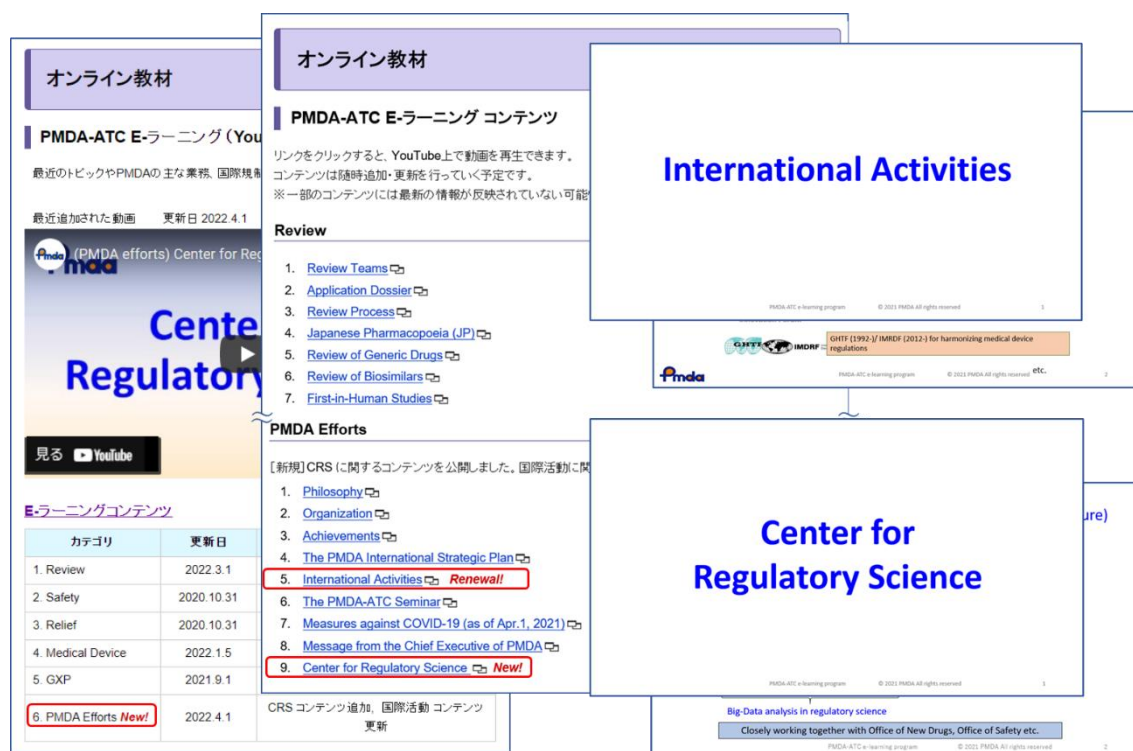 オンライン教材
PMDA-ATC E-ラーニング（You
最近のトピックやPMDAの主な業務、国際規制
最近追加された動画 更新日 2022.4.1
Pmda
(PMDA efforts) Center for Reg
Cente
Regulatory
見る YouTube
E-ラーニングコンテンツ
カテゴリ 更新日
1. Review 2022.3.1
2. Safety 2020.10.31
3. Relief 2020.10.31
4. Medical Device 2022.1.5
5. GXP 2021.9.1
6. PMDA Efforts New! 2022.4.1 CRS コンテンツ追加, 国際活動 コンテンツ
更新
オンライン教材
PMDA-ATC E-ラーニング コンテンツ
リンクをクリックすると、YouTube上で動画を再生できます。
コンテンツは随時追加・更新を行っていく予定です。
※一部のコンテンツには最新の情報が反映されていない可能
Review
1. Review Teams
2. Application Dossier
3. Review Process
4. Japanese Pharmacopoeia (JP)
5. Review of Generic Drugs
6. Review of Biosimilars
7. First-in-Human Studies
PMDA Efforts
[新規] CRS に関するコンテンツを公開しました。国際活動に関
1. Philosophy
2. Organization
3. Achievements
4. The PMDA International Strategic Plan
5. International Activities Renewal!
6. The PMDA-ATC Seminar
7. Measures against COVID-19 (as of Apr.1, 2021)
8. Message from the Chief Executive of PMDA
9. Center for Regulatory Science New!
International Activities
PMDA-ATC e-learning program © 2021 PMDA All rights reserved 1
GHTF IMDRF
GHTF (1992-)/ IMRDF (2012-) for harmonizing medical device
regulations
etc.
Pmda
PMDA-ATC e-learning program © 2021 PMDA All rights reserved 2
Center for
Regulatory Science
PMDA-ATC e-learning program © 2021 PMDA All rights reserved 1
ure)
Big-Data analysis in regulatory science
Closely working together with Office of New Drugs, Office of Safety etc.
PMDA-ATC e-learning program © 2021 PMDA All rights reserved 2